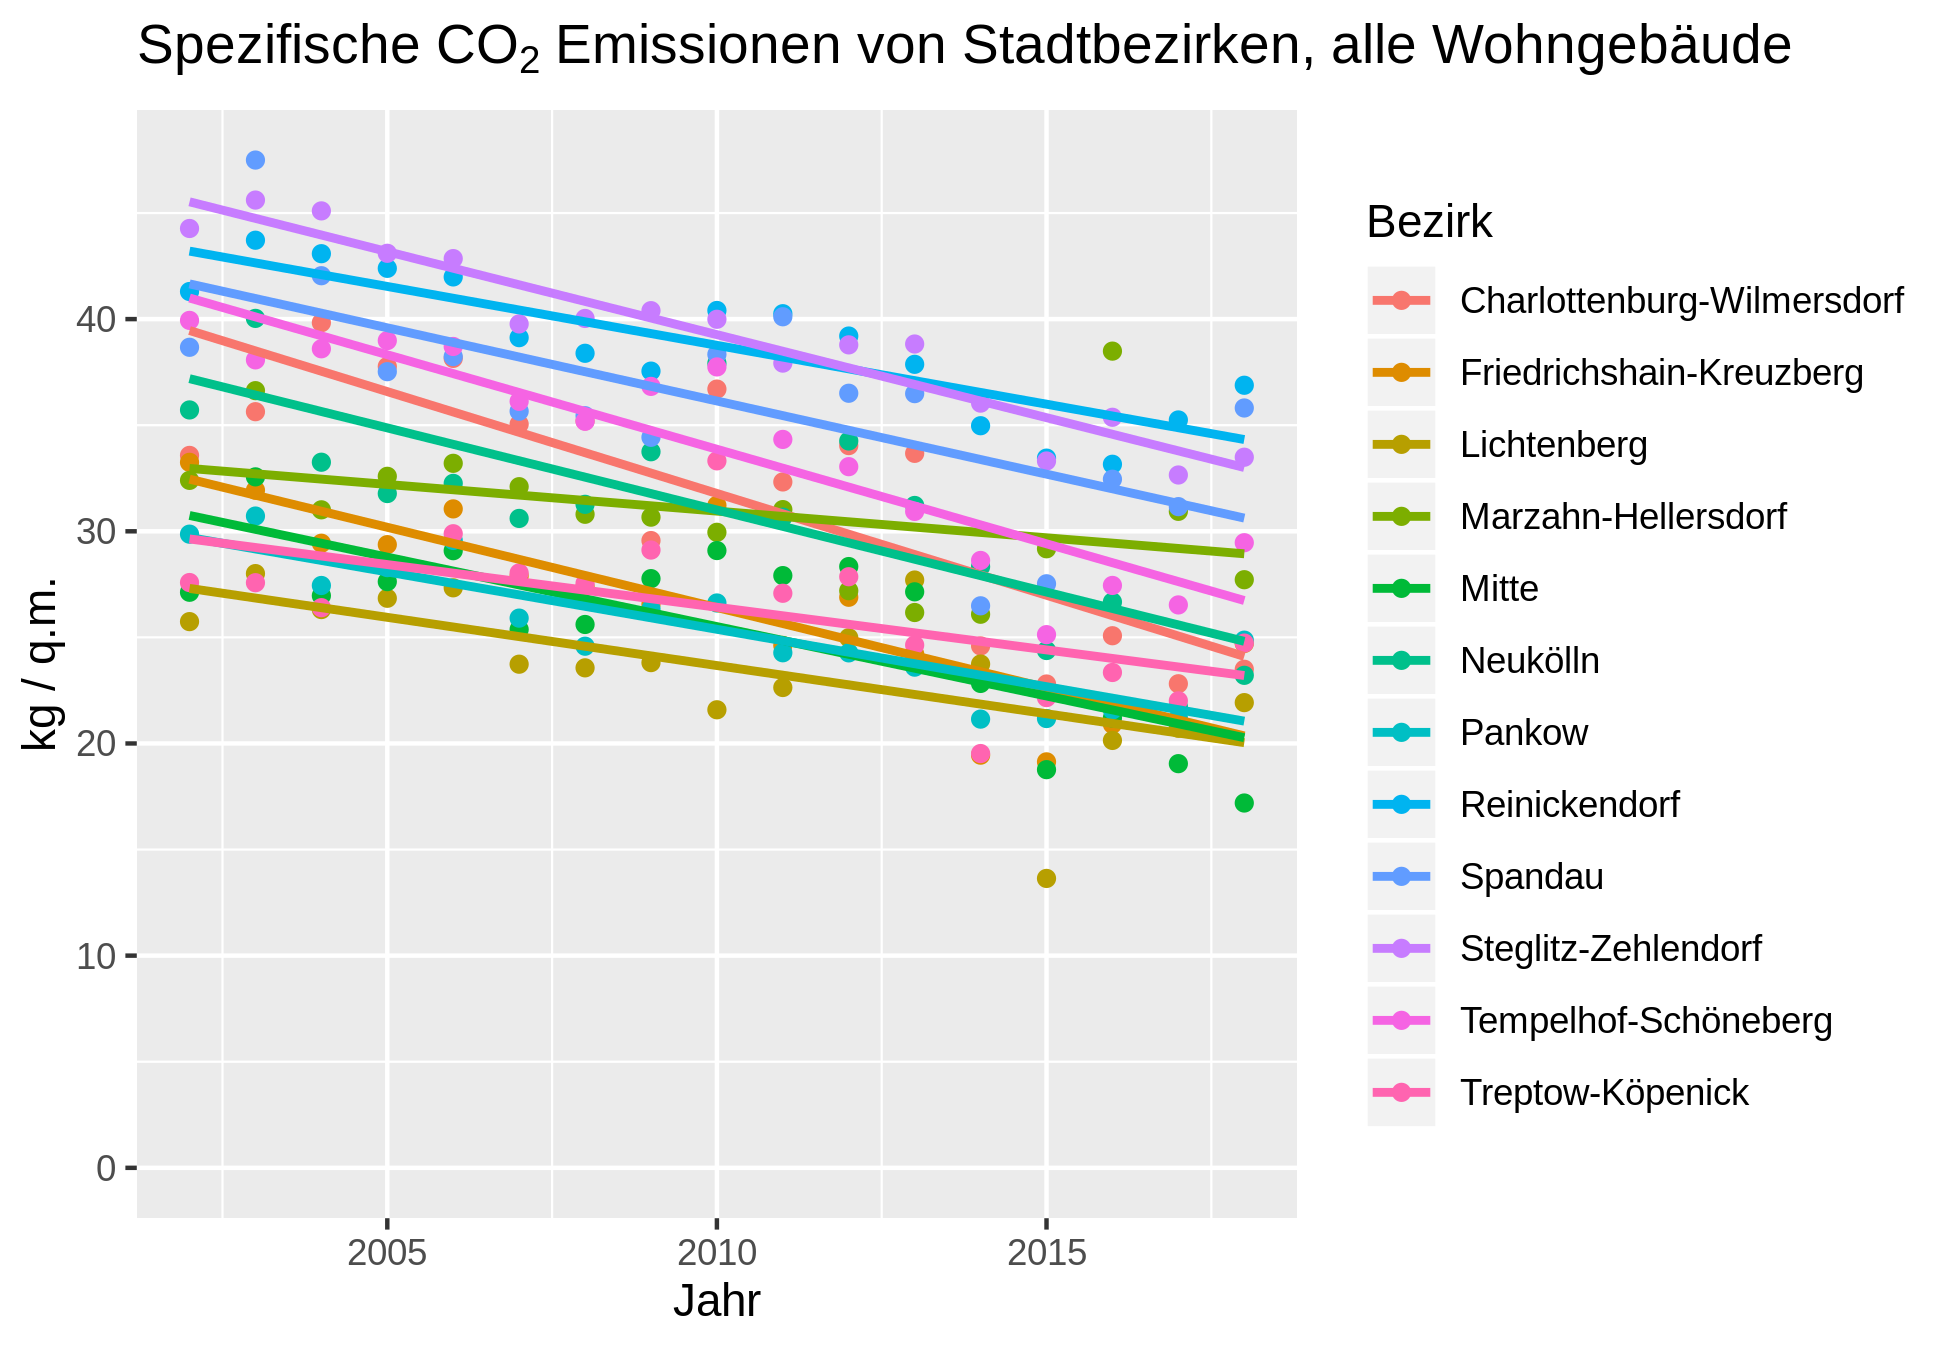 Spezifische CO₂ Emissionen von Stadtbezirken, alle Wohngebäude
kg / q.m.
40
30
20
10
0
2005
2010
2015
Jahr
Bezirk
Charlottenburg-Wilmersdorf
Friedrichshain-Kreuzberg
Lichtenberg
Marzahn-Hellersdorf
Mitte
Neukölln
Pankow
Reinickendorf
Spandau
Steglitz-Zehlendorf
Tempelhof-Schöneberg
Treptow-Köpenick